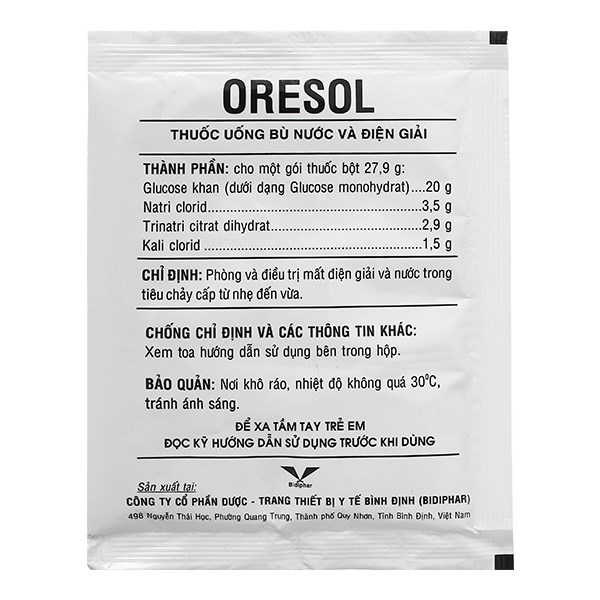 ORESOL
THUỐC UỐNG BÙ NƯỚC VÀ ĐIỆN GIẢI
THÀNH PHẦN: cho một gói thuốc bột 27,9 g:
Glucose khan (dưới dạng Glucose monohydrat)....20 g
Natri clorid.............................................3,5 g
Trinatri citrat dihydrat................................2,9 g
Kali clorid ..............................................1,5 g
CHỈ ĐỊNH: Phòng và điều trị mất điện giải và nước trong
tiêu chảy cấp từ nhẹ đến vừa.
CHỐNG CHỈ ĐỊNH VÀ CÁC THÔNG TIN KHÁC:
Xem toa hướng dẫn sử dụng bên trong hộp.
BẢO QUẢN: Nơi khô ráo, nhiệt độ không quá 30⁰C,
tránh ánh sáng.
ĐỂ XA TẦM TAY TRẺ EM
ĐỌC KỸ HƯỚNG DẪN SỬ DỤNG TRƯỚC KHI DÙNG
Bidiphar
Sản xuất tại:
CÔNG TY CỔ PHẦN DƯỢC - TRANG THIẾT BỊ Y TẾ BÌNH ĐỊNH (BIDIPHAR)
498 Nguyễn Thái Học, Phường Quang Trung, Thành phố Quy Nhơn, Tỉnh Bình Định, Việt Nam